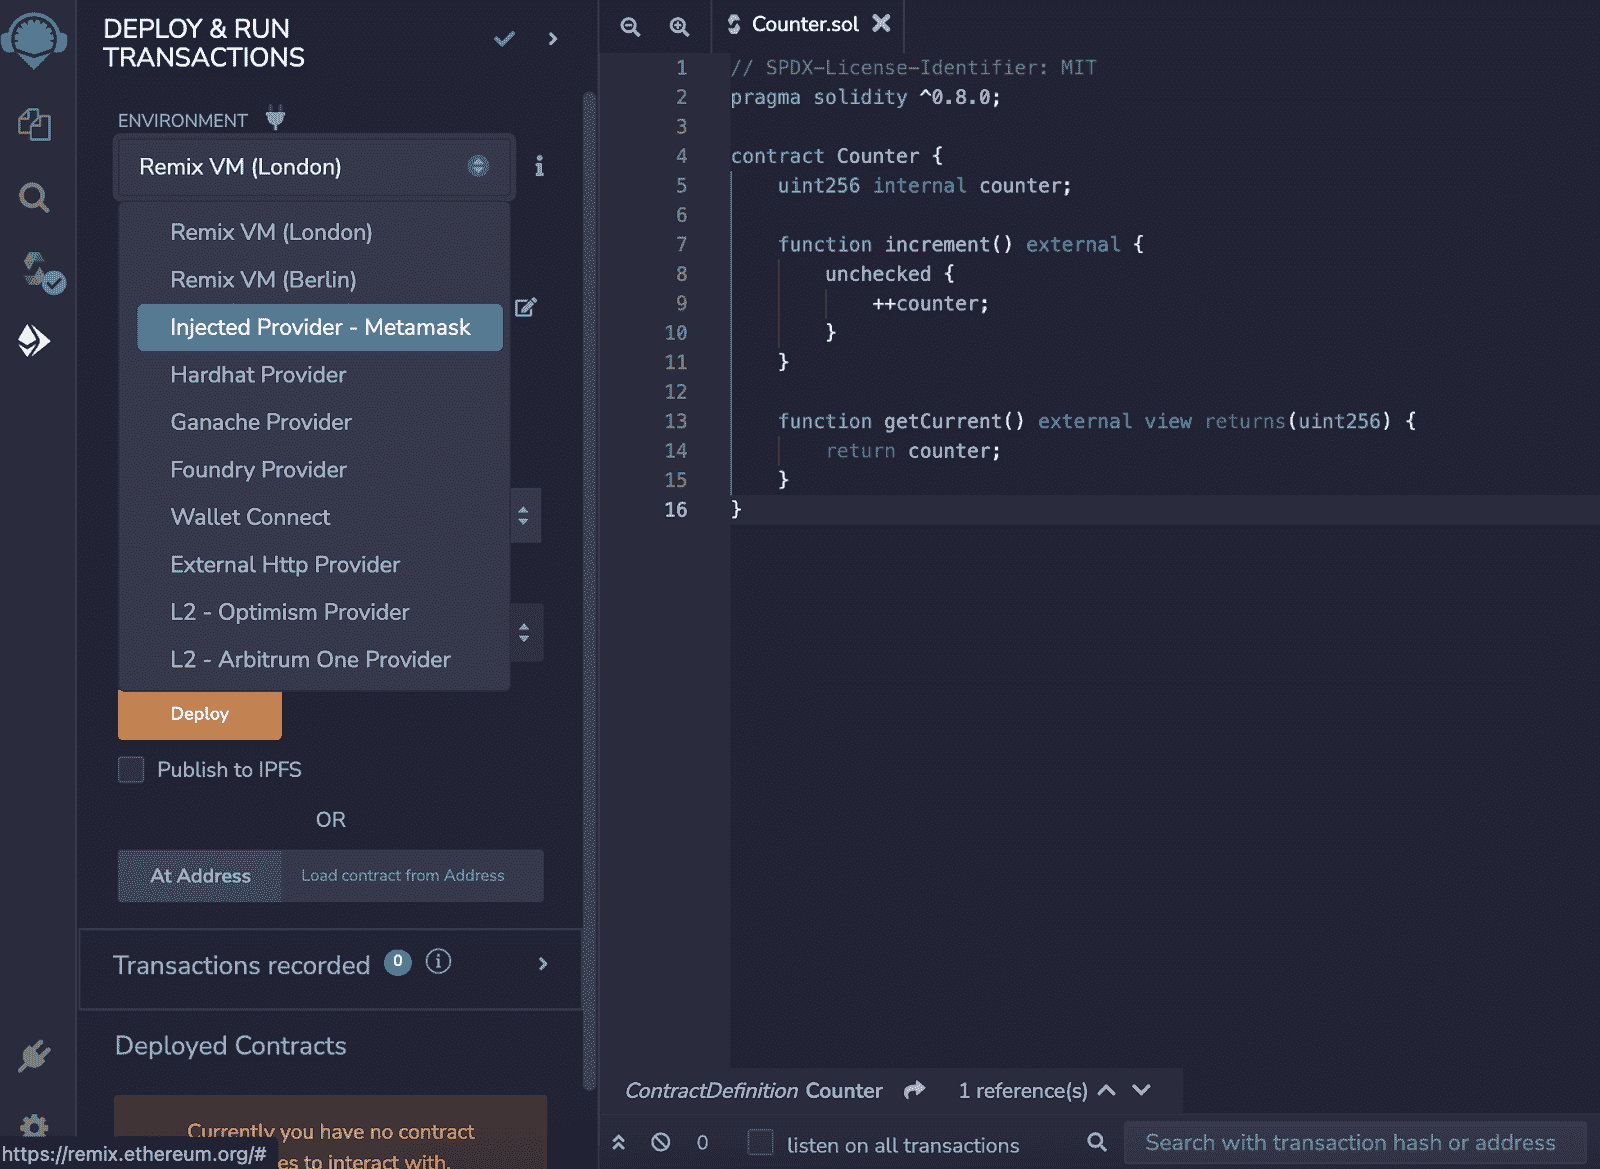 DEPLOY & RUN
TRANSACTIONS
ENVIRONMENT
Remix VM (London)
Remix VM (London)
Remix VM (Berlin)
Injected Provider - Metamask
Hardhat Provider
Ganache Provider
Foundry Provider
Wallet Connect
External Http Provider
L2 - Optimism Provider
L2 - Arbitrum One Provider
Deploy
Publish to IPFS
OR
At Address
Load contract from Address
Transactions recorded 0
Deployed Contracts
Currently you have no contract
es to interact with.
https://remix.ethereum.org/#
Counter.sol
1 // SPDX-License-Identifier: MIT
2 pragma solidity ^0.8.0;
3
4 contract Counter {
5 uint256 internal counter;
6
7 function increment() external {
8 unchecked {
9 ++counter;
10 }
11 }
12
13 function getCurrent() external view returns(uint256) {
14 return counter;
15 }
16 }
ContractDefinition Counter 1 reference(s)
0 listen on all transactions Search with transaction hash or address